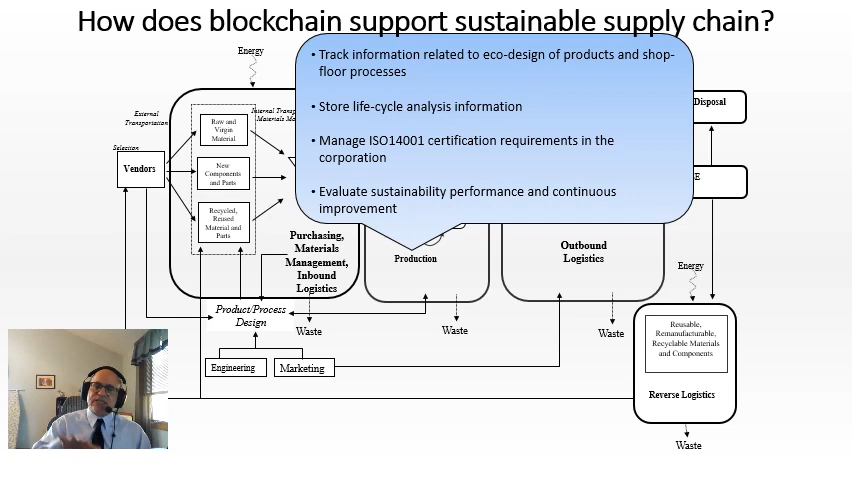 How does blockchain support sustainable supply chain?
Energy
• Track information related to eco-design of products and shop-
floor processes
• Store life-cycle analysis information
• Manage ISO14001 certification requirements in the
corporation
• Evaluate sustainability performance and continuous
improvement
Disposal
External
Transportation
Internal
Selection
Vendors
Raw and
Virgin
Material
New
Components
and Parts
Recycled,
Reused
Material and
Parts
Purchasing,
Materials
Management,
Inbound
Logistics
Production
Outbound
Logistics
Energy
Product/Process
Design
Waste
Waste
Waste
Engineering
Marketing
Reusable,
Remanufacturable,
Recyclable Materials
and Components
Reverse Logistics
Waste